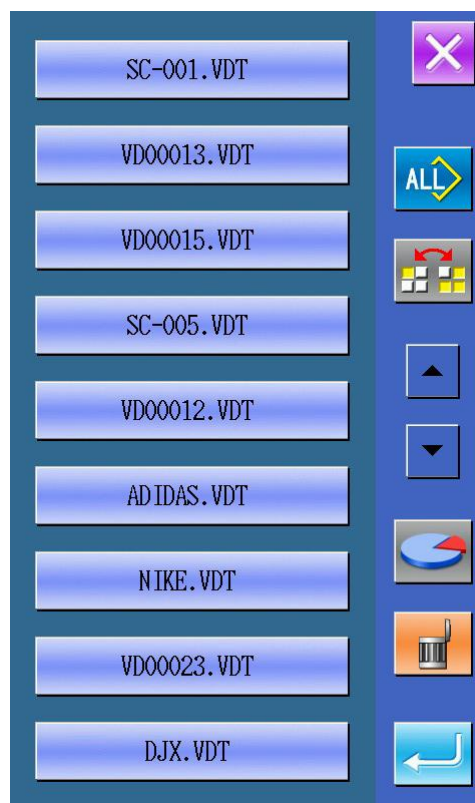 SC-001.VDT
VD00013.VDT
ALL
VD00015.VDT
SC-005.VDT
VD00012.VDT
ADIDAS.VDT
NIKE.VDT
VD00023.VDT
DJX.VDT